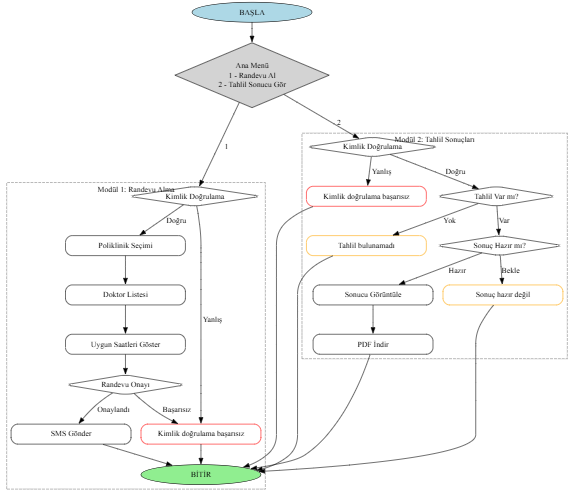 BAŞLA
Ana Menü
1 - Randevu Al
2 - Tahlil Sonucu Gör
1
2
Modül 1: Randevu Alma
Kimlik Doğrulama
Doğru
Yanlış
Poliklinik Seçimi
Doktor Listesi
Uygun Saatleri Göster
Randevu Onayı
Onaylandı
Başarısız
SMS Gönder
Kimlik doğrulama başarısız
Modül 2: Tahlil Sonuçları
Kimlik Doğrulama
Yanlış
Doğru
Kimlik doğrulama başarısız
Tahlil Var mı?
Yok
Var
Tahlil bulunamadı
Sonuç Hazır mı?
Hazır
Bekle
Sonucu Görüntüle
Sonuç hazır değil
PDF İndir
BİTİR